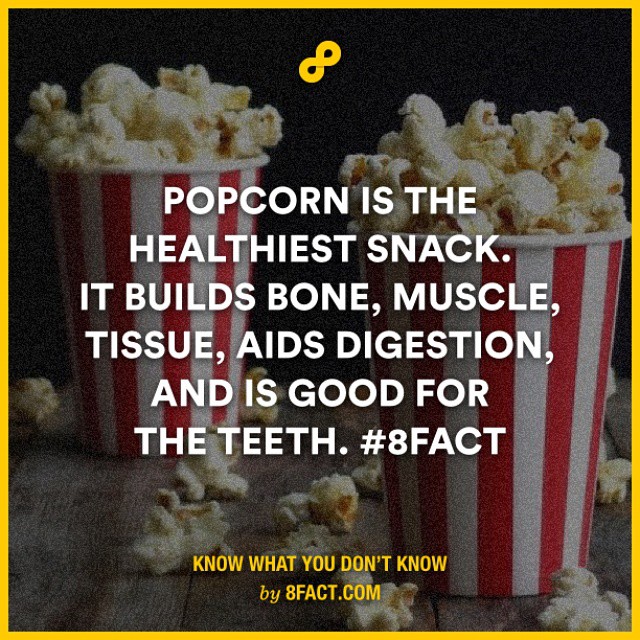 POPCORN IS THE
HEALTHIEST SNACK.
IT BUILDS BONE, MUSCLE,
TISSUE, AIDS DIGESTION,
AND IS GOOD FOR
THE TEETH. #8FACT
KNOW WHAT YOU DON'T KNOW
by 8FACT.COM